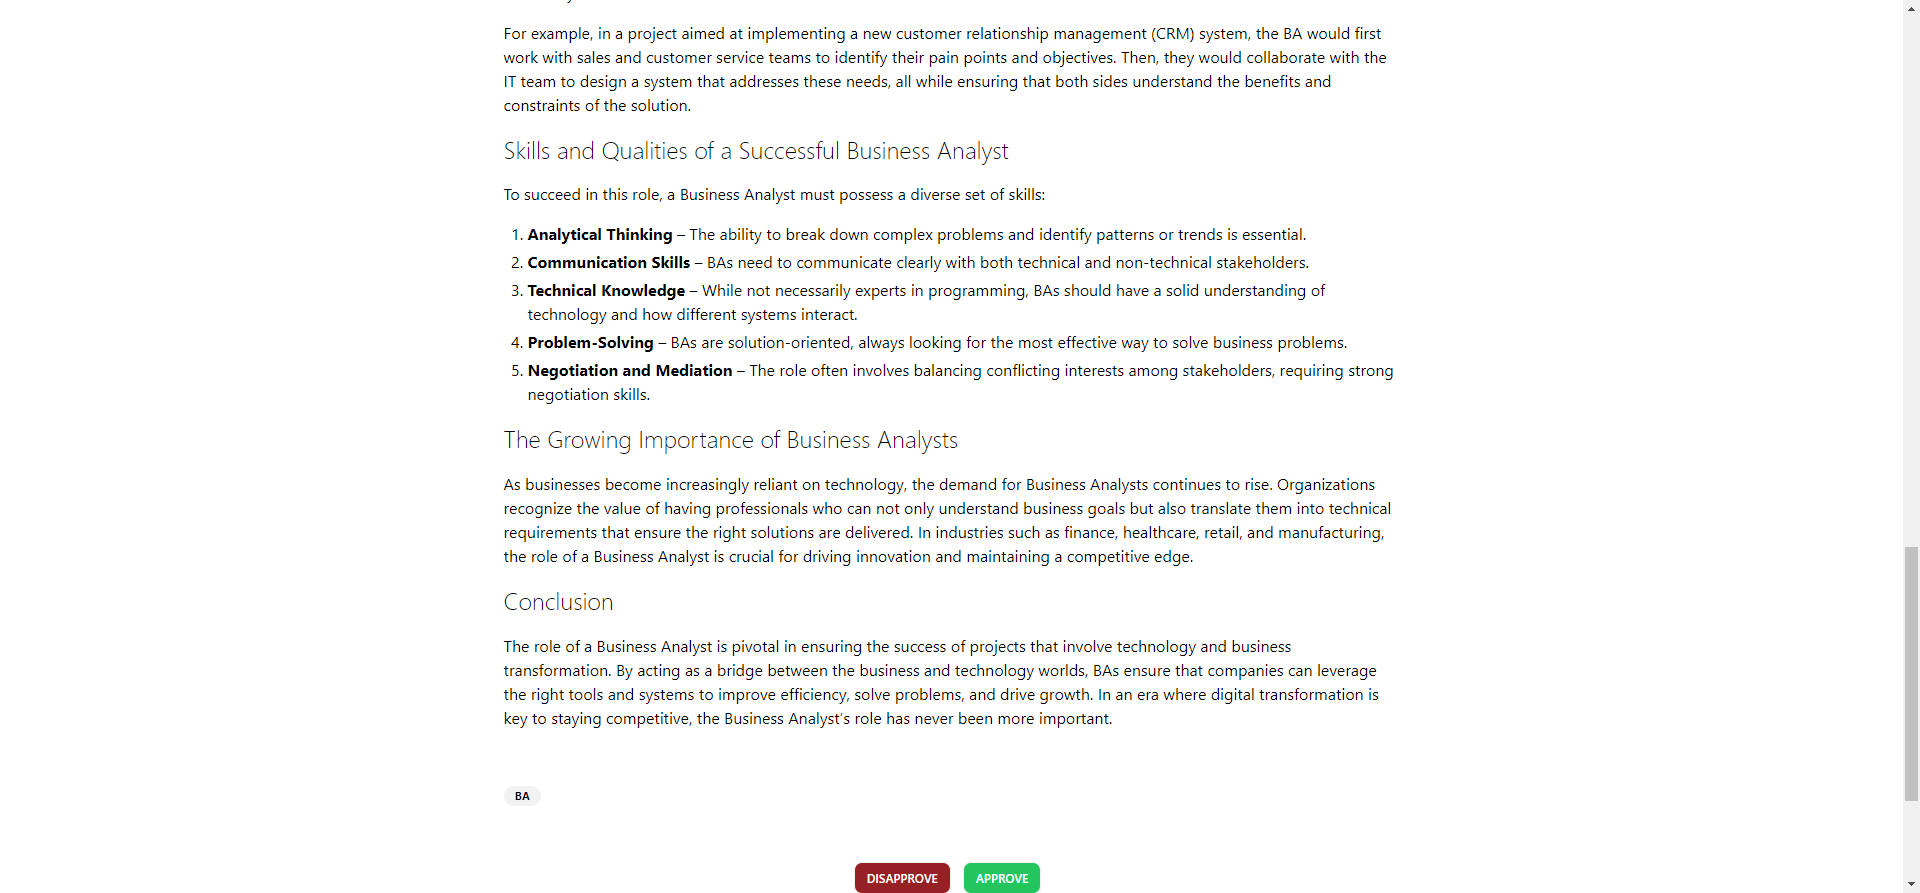 For example, in a project aimed at implementing a new customer relationship management (CRM) system, the BA would first
work with sales and customer service teams to identify their pain points and objectives. Then, they would collaborate with the
IT team to design a system that addresses these needs, all while ensuring that both sides understand the benefits and
constraints of the solution.
Skills and Qualities of a Successful Business Analyst
To succeed in this role, a Business Analyst must possess a diverse set of skills:
1. Analytical Thinking – The ability to break down complex problems and identify patterns or trends is essential.
2. Communication Skills – BAs need to communicate clearly with both technical and non-technical stakeholders.
3. Technical Knowledge – While not necessarily experts in programming, BAs should have a solid understanding of
technology and how different systems interact.
4. Problem-Solving – BAs are solution-oriented, always looking for the most effective way to solve business problems.
5. Negotiation and Mediation – The role often involves balancing conflicting interests among stakeholders, requiring strong
negotiation skills.
The Growing Importance of Business Analysts
As businesses become increasingly reliant on technology, the demand for Business Analysts continues to rise. Organizations
recognize the value of having professionals who can not only understand business goals but also translate them into technical
requirements that ensure the right solutions are delivered. In industries such as finance, healthcare, retail, and manufacturing,
the role of a Business Analyst is crucial for driving innovation and maintaining a competitive edge.
Conclusion
The role of a Business Analyst is pivotal in ensuring the success of projects that involve technology and business
transformation. By acting as a bridge between the business and technology worlds, BAs ensure that companies can leverage
the right tools and systems to improve efficiency, solve problems, and drive growth. In an era where digital transformation is
key to staying competitive, the Business Analyst's role has never been more important.
BA
DISAPPROVE APPROVE